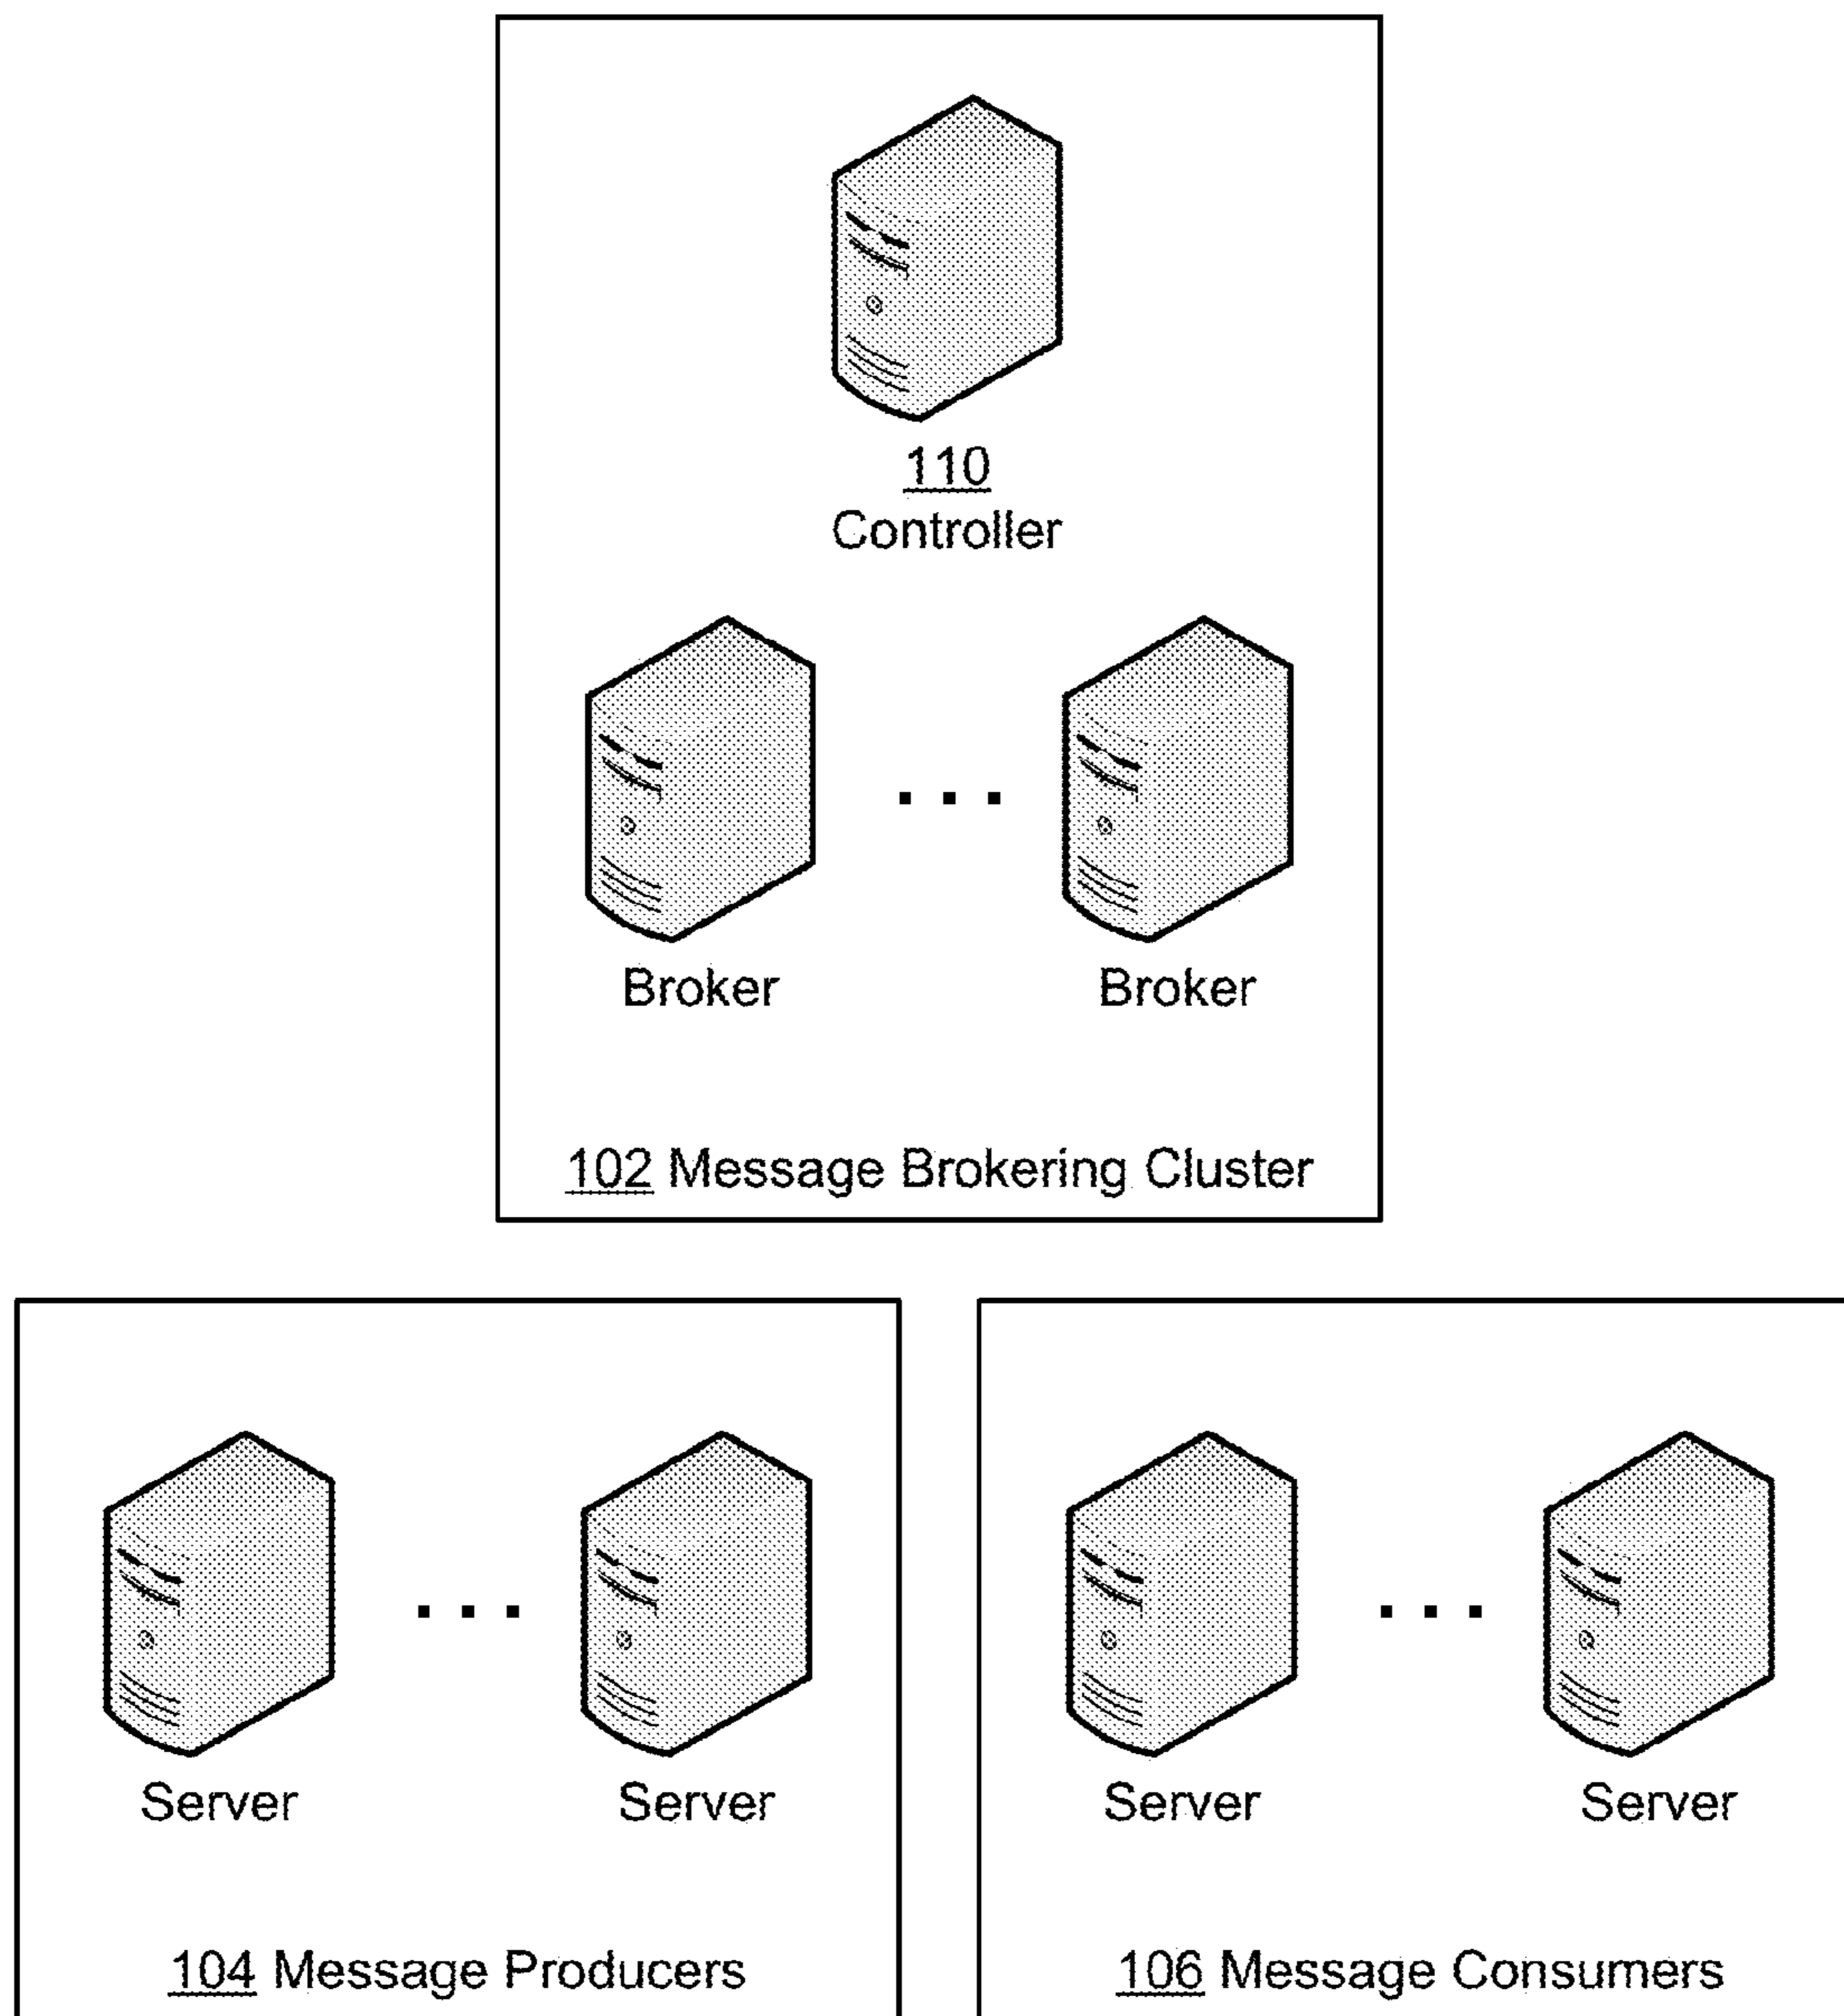 110
Controller
Broker
Broker
102 Message Brokering Cluster
Server
Server
Server
Server
104 Message Producers
106 Message Consumers